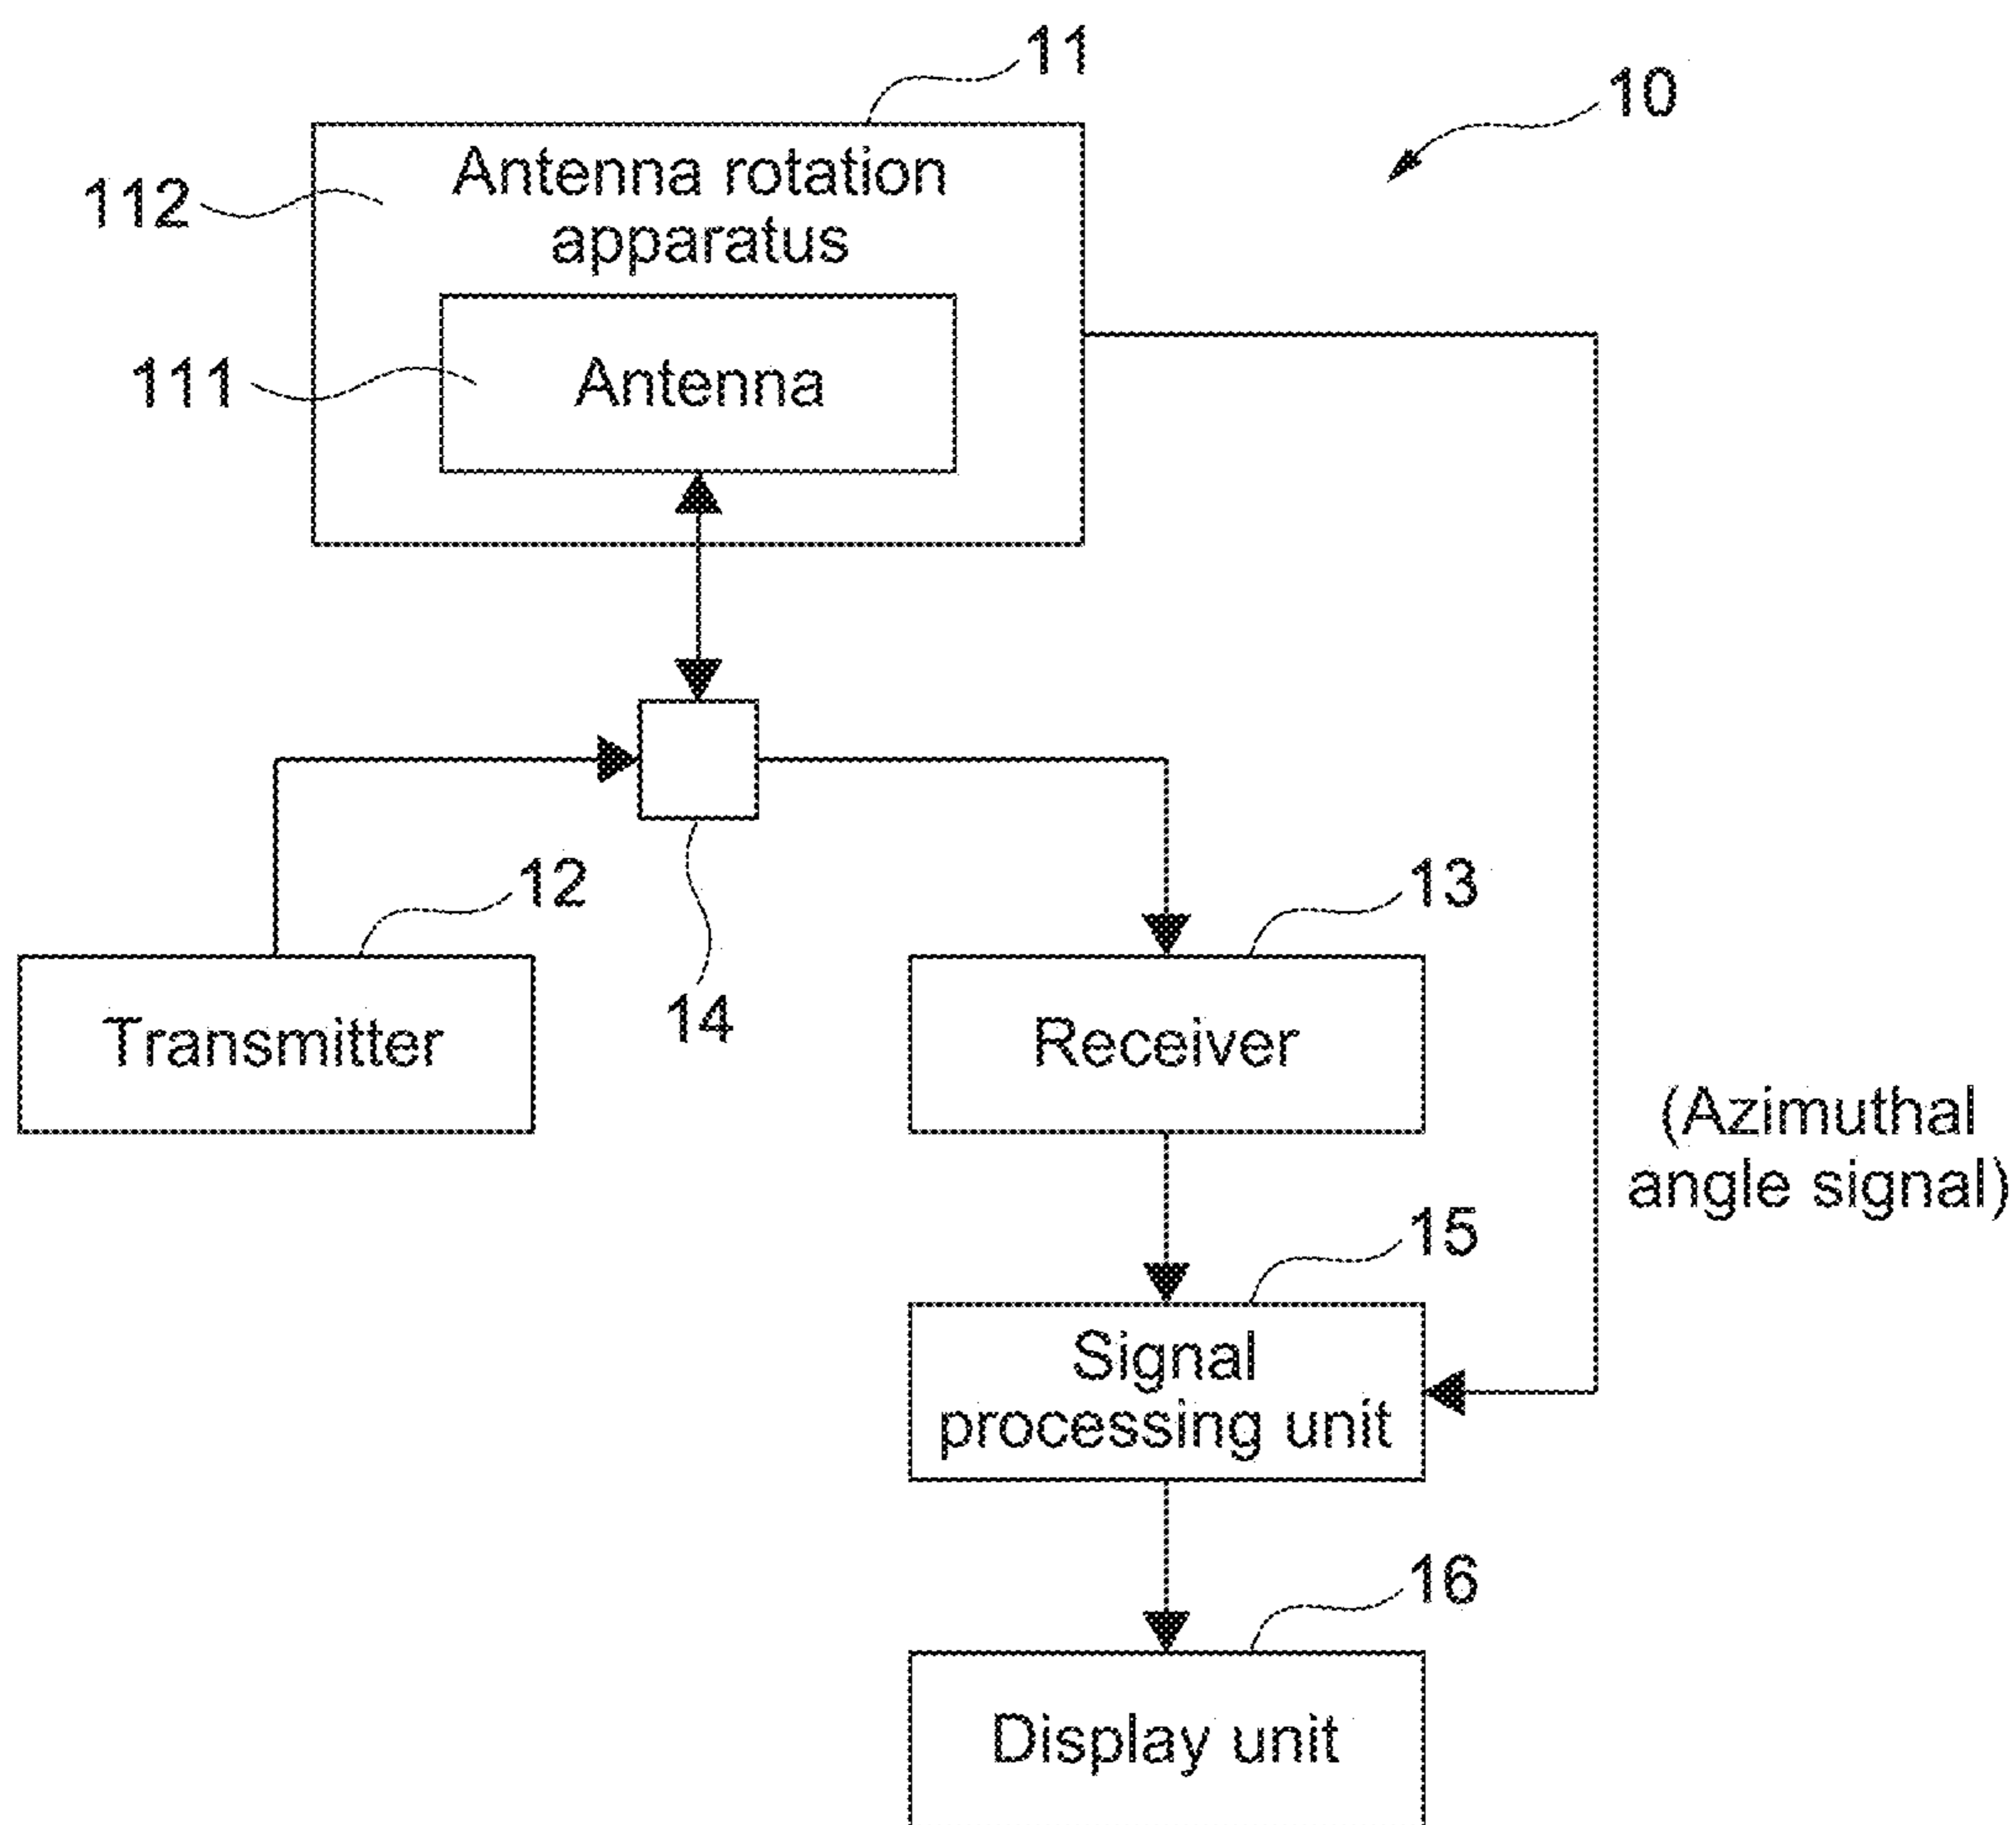 11
10
112
Antenna rotation
apparatus
111
Antenna
12
13
14
Transmitter
Receiver
(Azimuthal
angle signal)
15
Signal
processing unit
16
Display unit